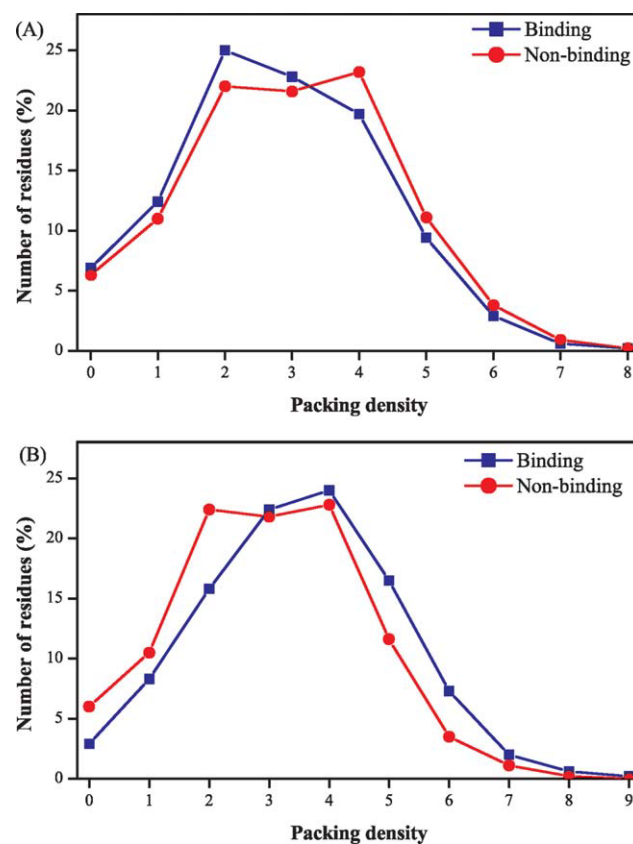 (A)
Binding
Non-binding
Number of residues (%)
25
20
15
10
5
0
0 1 2 3 4 5 6 7 8
Packing density
(B)
Binding
Non-binding
Number of residues (%)
25
20
15
10
5
0
0 1 2 3 4 5 6 7 8 9
Packing density